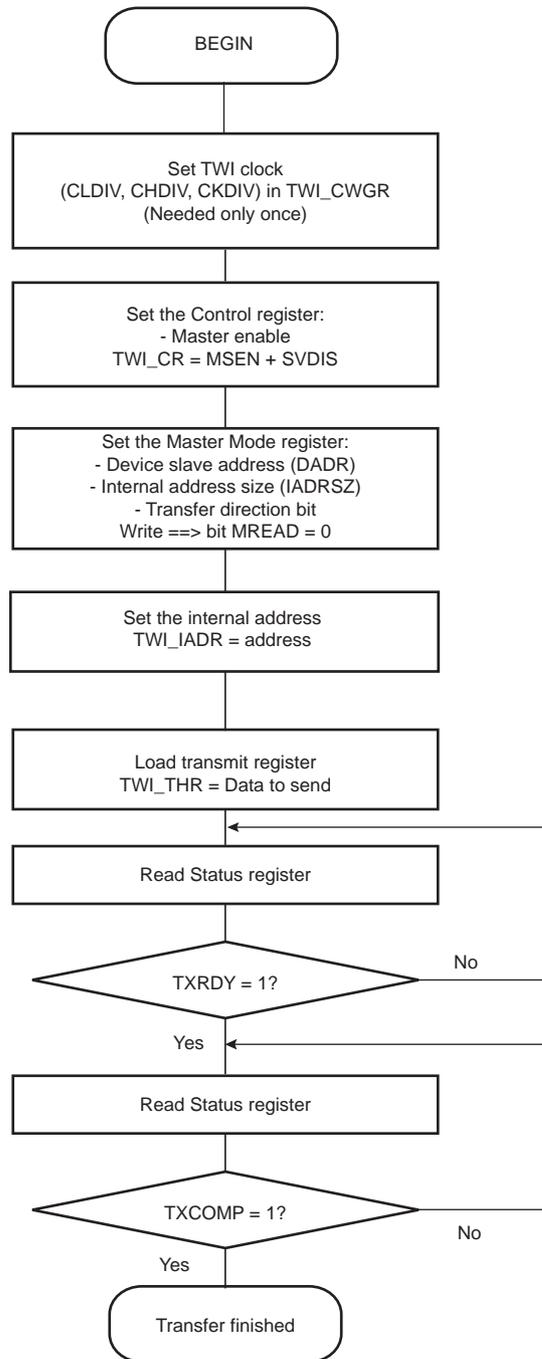 BEGIN
Set TWI clock
(CLDIV, CHDIV, CKDIV) in TWI_CWGR
(Needed only once)
Set the Control register:
- Master enable
TWI_CR = MSEN + SVDIS
Set the Master Mode register:
- Device slave address (DADR)
- Internal address size (IADRSZ)
- Transfer direction bit
Write ==> bit MREAD = 0
Set the internal address
TWI_IADR = address
Load transmit register
TWI_THR = Data to send
Read Status register
TXRDY = 1?
No
Yes
Read Status register
TXCOMP = 1?
No
Yes
Transfer finished